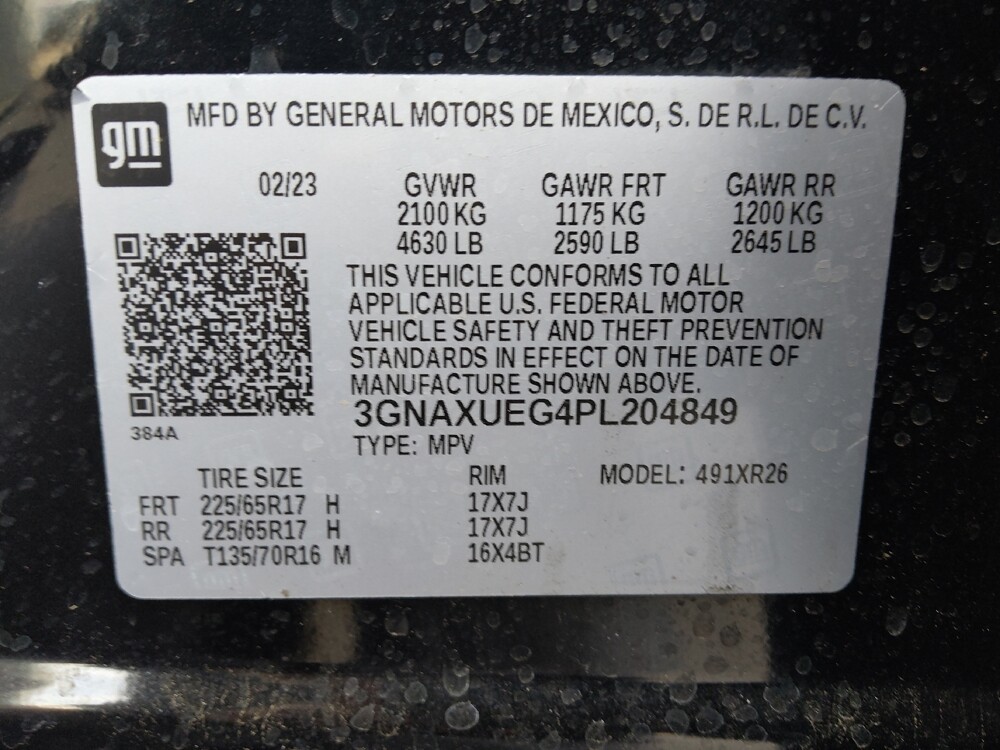 gm MFD BY GENERAL MOTORS DE MEXICO, S. DE R.L. DE C.V.
02/23 GVWR GAWR FRT GAWR RR
2100 KG 1175 KG 1200 KG
4630 LB 2590 LB 2645 LB
THIS VEHICLE CONFORMS TO ALL
APPLICABLE U.S. FEDERAL MOTOR
VEHICLE SAFETY AND THEFT PREVENTION
STANDARDS IN EFFECT ON THE DATE OF
MANUFACTURE SHOWN ABOVE.
3GNAXUEG4PL204849
384A
TYPE: MPV
TIRE SIZE RIM MODEL: 491XR26
FRT 225/65R17 H 17X7J
RR 225/65R17 H 17X7J
SPA T135/70R16 M 16X4BT